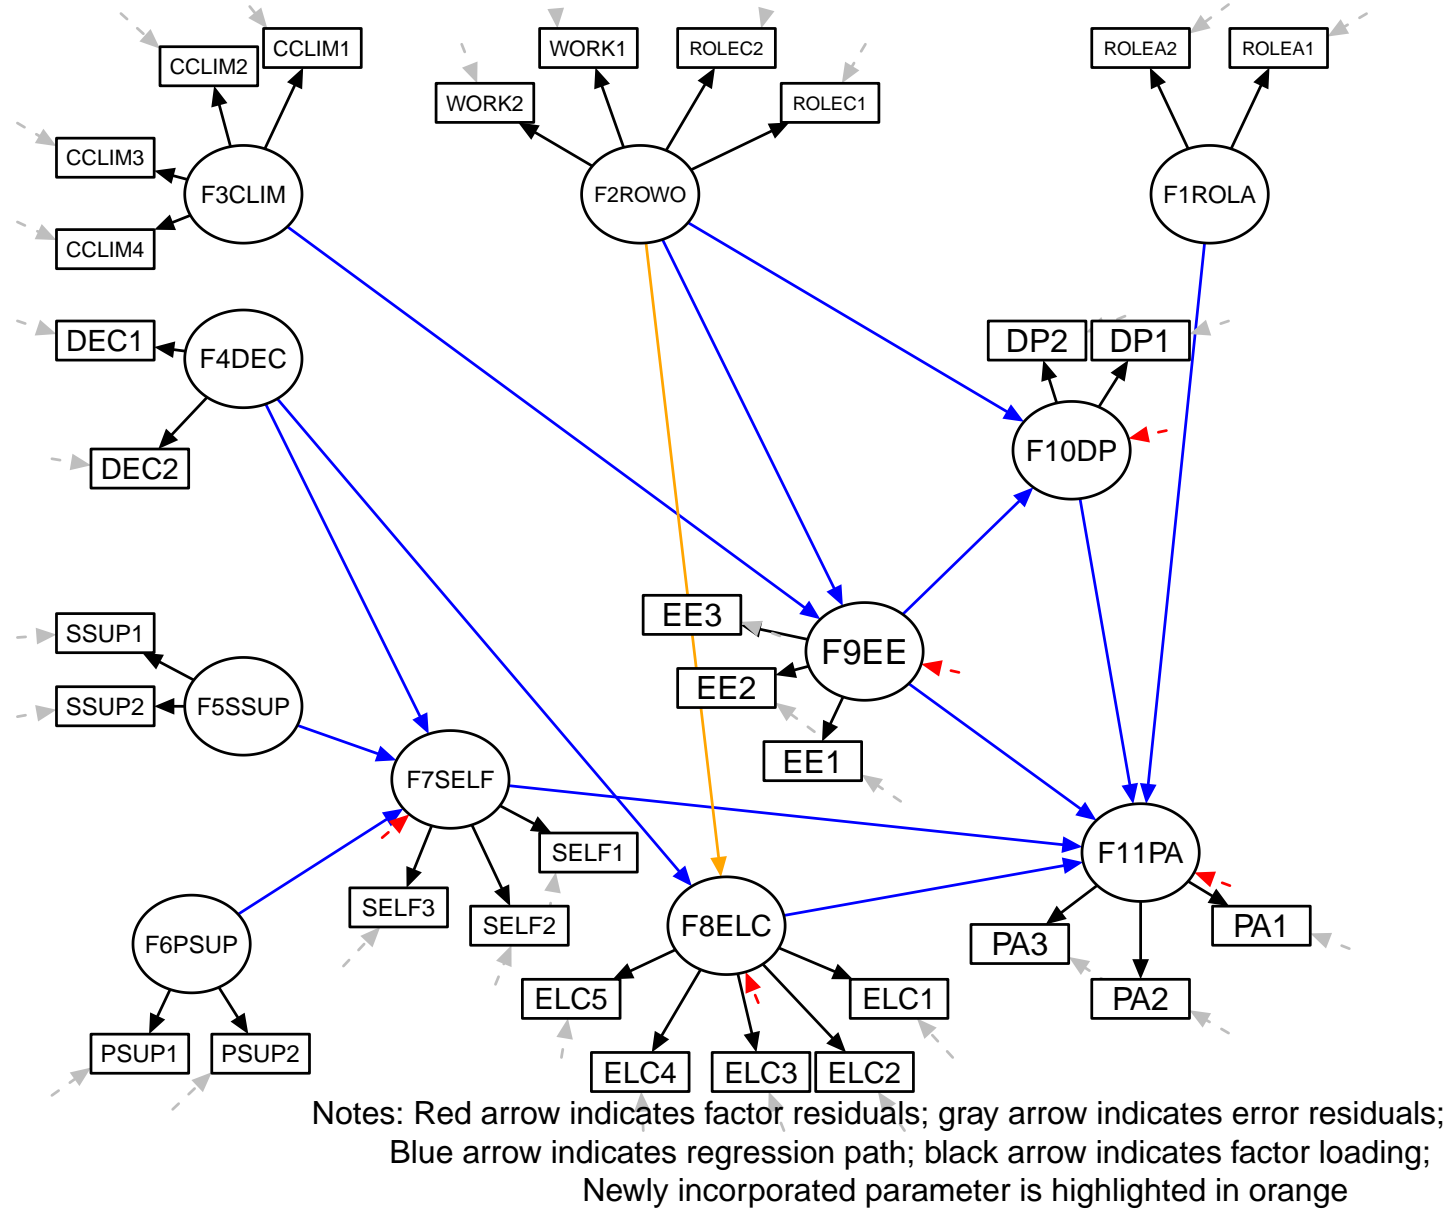 CCLIM1
CCLIM2
CCLIM3
CCLIM4
F3CLIM
WORK1
WORK2
ROLEC2
ROLEC1
F2ROWO
ROLEA2
ROLEA1
F1ROLA
DEC1
DEC2
F4DEC
DP2
DP1
F10DP
SSUP1
SSUP2
F5SSUP
EE3
EE2
EE1
F9EE
F7SELF
SELF1
SELF2
SELF3
F6PSUP
PSUP1
PSUP2
F8ELC
ELC5
ELC4
ELC3
ELC2
ELC1
F11PA
PA3
PA2
PA1
Notes: Red arrow indicates factor residuals; gray arrow indicates error residuals;
Blue arrow indicates regression path; black arrow indicates factor loading;
Newly incorporated parameter is highlighted in orange